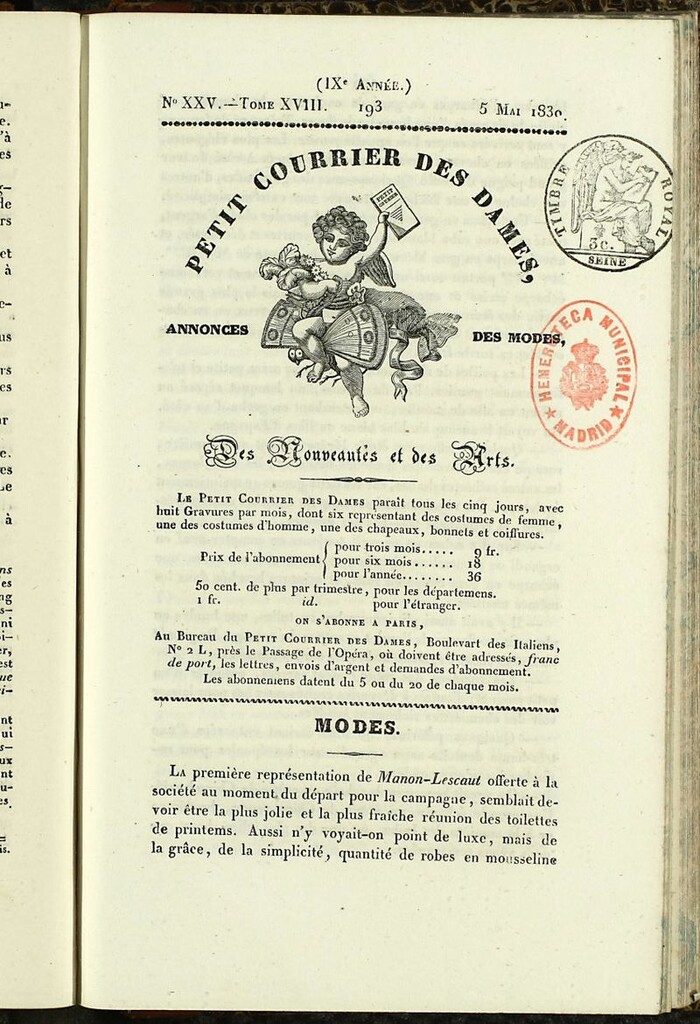 (IXe ANNÉE.)
No XXV.—TOME XVIII. 193 5 MAI 1830.
PETIT COURRIER DES DAMES,
PETIT COURRIER
TIMBRE ROYAL
3c.
SEINE
ANNONCES DES MODES,
HEMEROTECA MUNICIPAL
MADRID
Des Nouveautés et des Arts.
LE PETIT COURRIER DES DAMES paraît tous les cinq jours, avec
huit Gravures par mois, dont six représentant des costumes de femme,
une des costumes d'homme, une des chapeaux, bonnets et coiffures.
Prix de l'abonnement { pour trois mois..... 9 fr.
pour six mois...... 18
pour l'année........ 36
50 cent. de plus par trimestre, pour les départemens.
1 fr. id. pour l'étranger.
ON S'ABONNE A PARIS,
Au Bureau du PETIT COURRIER DES DAMES, Boulevart des Italiens,
No 2 L, près le Passage de l'Opéra, où doivent être adressés, franc
de port, les lettres, envois d'argent et demandes d'abonnement.
Les abonnemens datent du 5 ou du 20 de chaque mois.
MODES.
LA première représentation de Manon-Lescaut offerte à la
société au moment du départ pour la campagne, semblait de-
voir être la plus jolie et la plus fraîche réunion des toilettes
de printems. Aussi n'y voyait-on point de luxe, mais de
la grâce, de la simplicité, quantité de robes en mousseline